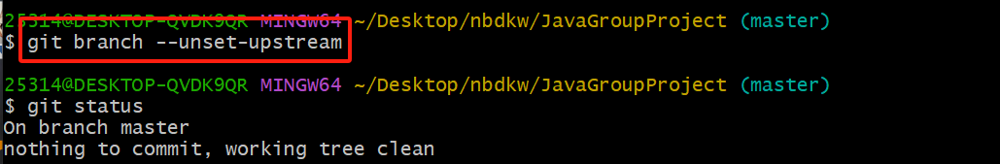 25314@DESKTOP-QVDK9QR MINGW64 ~/Desktop/nbdkw/JavaGroupProject (master)
$ git branch --unset-upstream
25314@DESKTOP-QVDK9QR MINGW64 ~/Desktop/nbdkw/JavaGroupProject (master)
$ git status
On branch master
nothing to commit, working tree clean